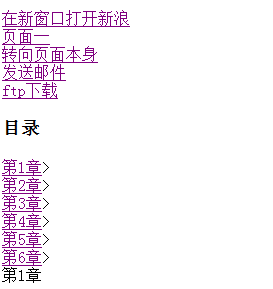 在新窗口打开新浪
页面一
转向页面本身
发送邮件
ftp下载
目录
第1章>
第2章>
第3章>
第4章>
第5章>
第6章>
第1章